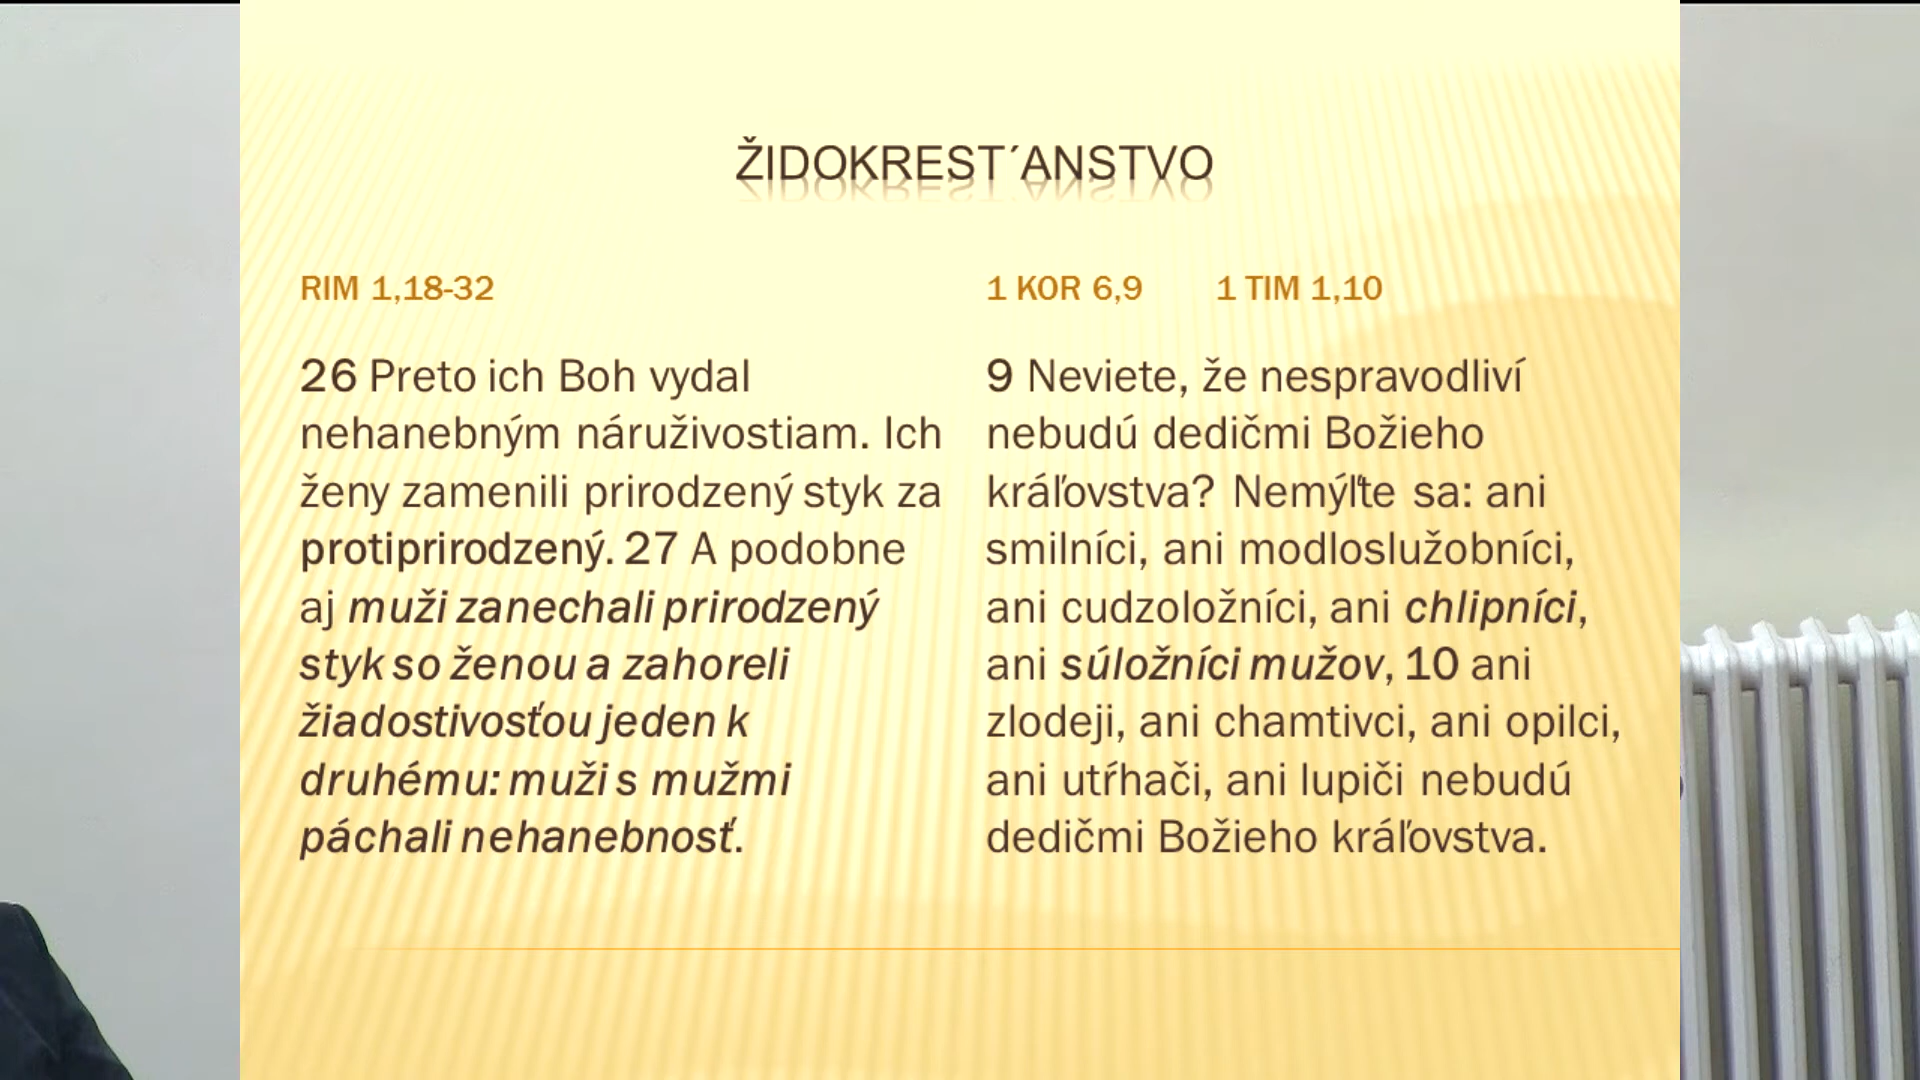 ŽIDOKREST´ANSTVO
RIM 1,18-32
26 Preto ich Boh vydal
nehanebným náruživostiam. Ich
ženy zamenili prirodzený styk za
protiprirodzený. 27 A podobne
aj muži zanechali prirodzený
styk so ženou a zahoreli
žiadostivosťou jeden k
druhému: muži s mužmi
páchali nehanebnosť.
1 KOR 6,9 1 TIM 1,10
9 Neviete, že nespravodliví
nebudú dedičmi Božieho
kráľovstva? Nemýľte sa: ani
smilníci, ani modloslužobníci,
ani cudzoložníci, ani chlipníci,
ani súložníci mužov, 10 ani
zlodeji, ani chamtivci, ani opilci,
ani utŕhači, ani lupiči nebudú
dedičmi Božieho kráľovstva.